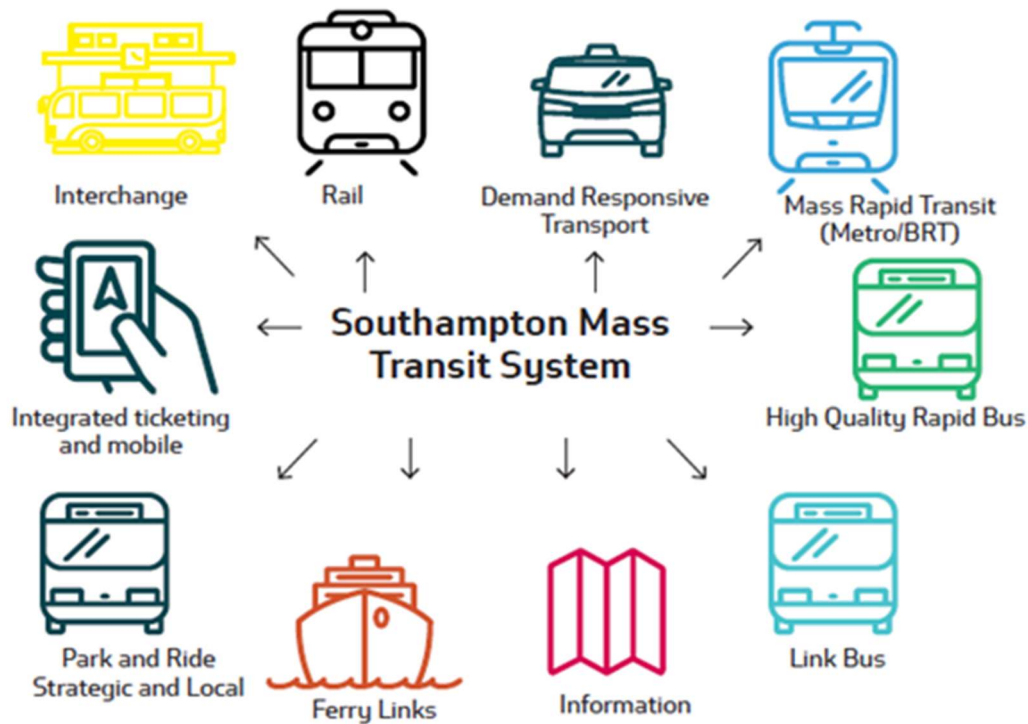 Interchange
Rail
Demand Responsive
Transport
Mass Rapid Transit
(Metro/BRT)
Southampton Mass
Transit System
Integrated ticketing
and mobile
High Quality Rapid Bus
Park and Ride
Strategic and Local
Ferry Links
Information
Link Bus